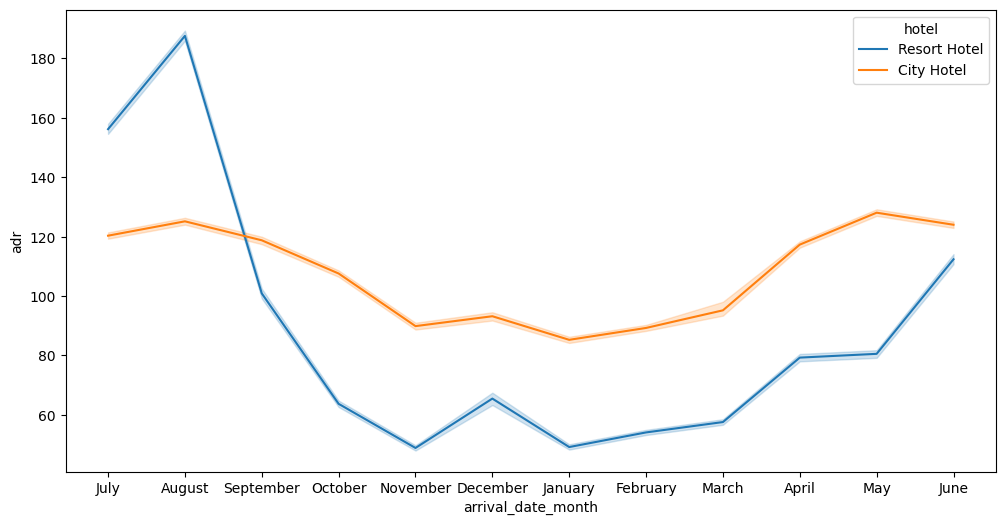 hotel
Resort Hotel
City Hotel
180
160
140
120
100
80
60
adr
July August September October November December January February March April May June
arrival_date_month